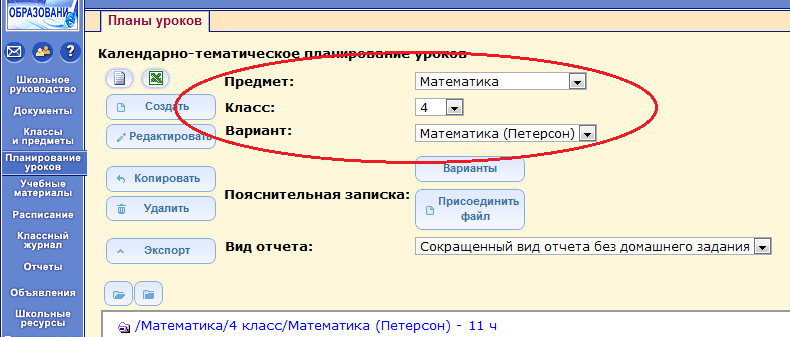 ОБРАЗОВАНИ
Школьное
руководство
Документы
Классы
и предметы
Планирование
уроков
Учебные
материалы
Расписание
Классный
журнал
Отчеты
Объявления
Школьные
ресурсы
Планы уроков
Календарно-тематическое планирование уроков
Создать
Редактировать
Копировать
Удалить
Экспорт
Предмет:
Математика
Класс:
4
Вариант:
Математика (Петерсон)
Варианты
Пояснительная записка:
Присоединить
файл
Вид отчета:
Сокращенный вид отчета без домашнего задания
/Математика/4 класс/Математика (Петерсон) - 11 ч